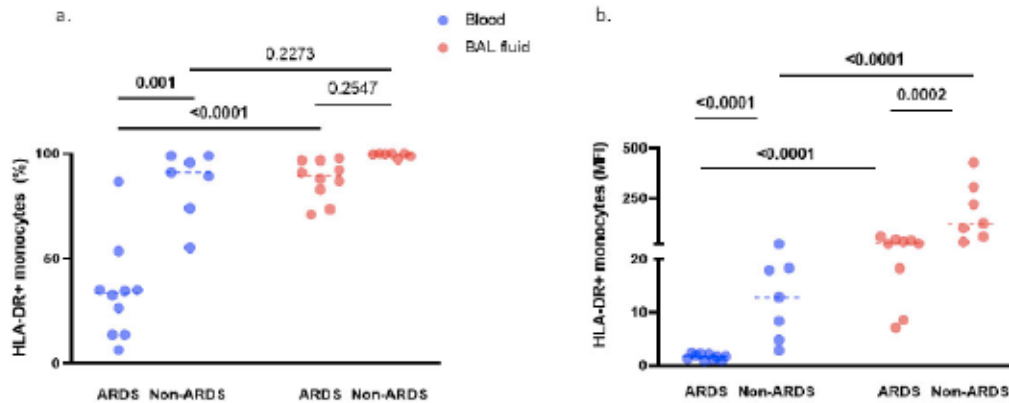 a.
Blood
BAL fluid
0.2273
0.001
0.2547
<0.0001
HLA-DR+ monocytes (%)
100
50
0
ARDS Non-ARDS ARDS Non-ARDS
b.
<0.0001
<0.0001
0.0002
<0.0001
HLA-DR+ monocytes (MFI)
500
250
20
10
0
ARDS Non-ARDS ARDS Non-ARDS